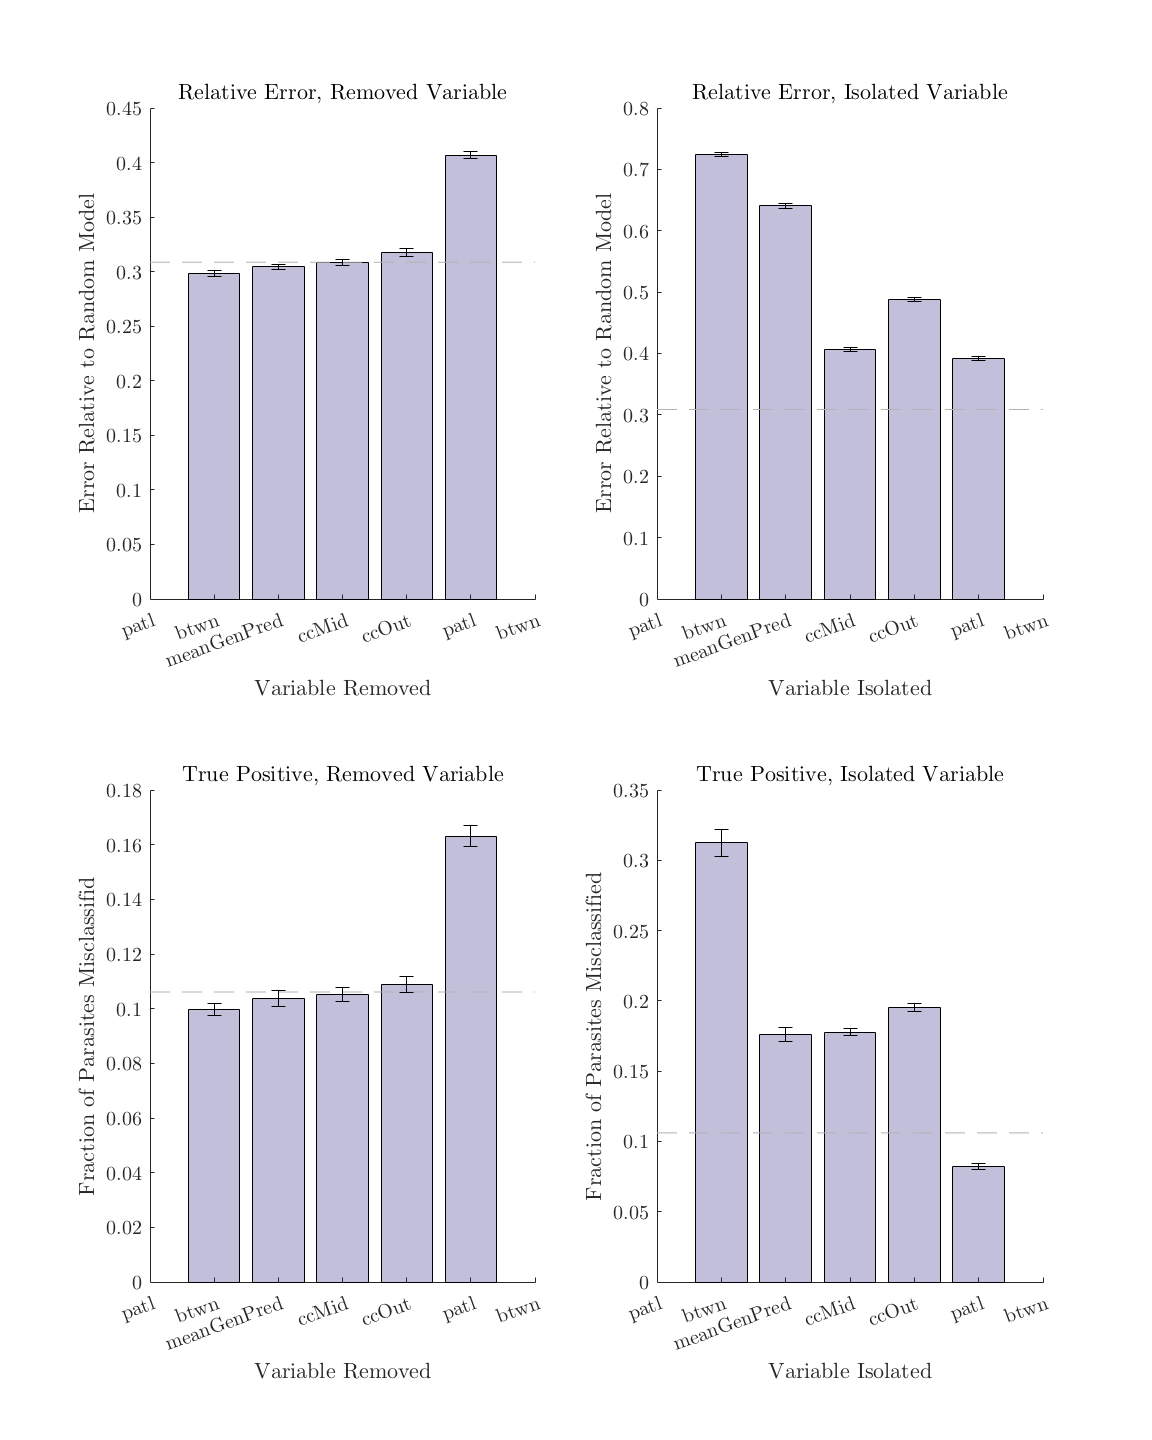 Relative Error, Removed Variable
Error Relative to Random Model
0.45
0.4
0.35
0.3
0.25
0.2
0.15
0.1
0.05
0
patl btwn meanGenPred ccMid ccOut patl btwn
Variable Removed
Relative Error, Isolated Variable
Error Relative to Random Model
0.8
0.7
0.6
0.5
0.4
0.3
0.2
0.1
0
patl btwn meanGenPred ccMid ccOut patl btwn
Variable Isolated
True Positive, Removed Variable
Fraction of Parasites Misclassifid
0.18
0.16
0.14
0.12
0.1
0.08
0.06
0.04
0.02
0
patl btwn meanGenPred ccMid ccOut patl btwn
Variable Removed
True Positive, Isolated Variable
Fraction of Parasites Misclassified
0.35
0.3
0.25
0.2
0.15
0.1
0.05
0
patl btwn meanGenPred ccMid ccOut patl btwn
Variable Isolated